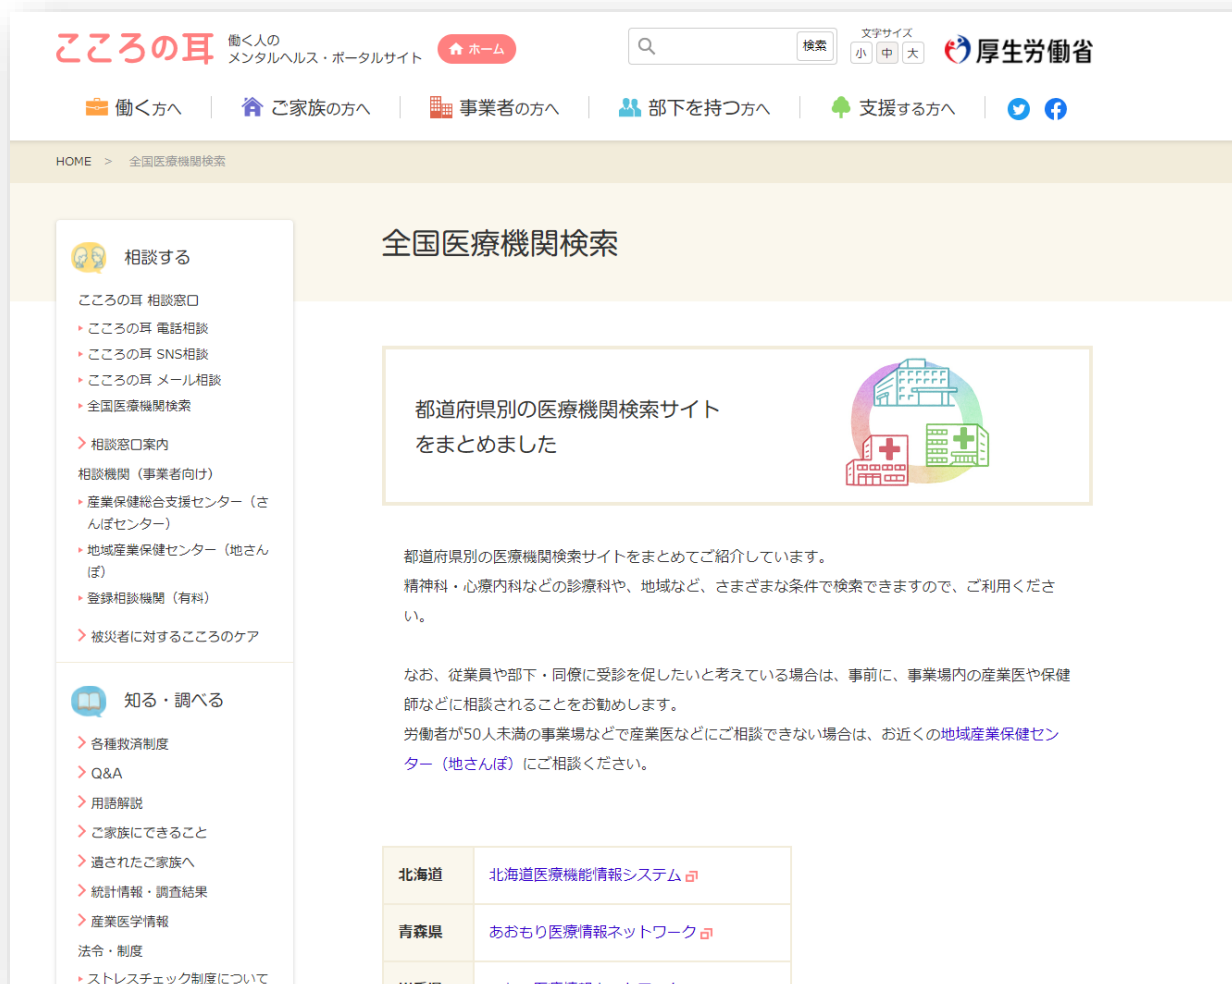 こころの耳
働く人の
メンタルヘルス・ポータルサイト
ホーム
検索
文字サイズ
小 中 大
厚生労働省
働く方へ
ご家族の方へ
事業者の方へ
部下を持つ方へ
支援する方へ
HOME > 全国医療機関検索
相談する
こころの耳 相談窓口
こころの耳 電話相談
こころの耳 SNS相談
こころの耳 メール相談
全国医療機関検索
相談窓口案内
相談機関（事業者向け）
産業保健総合支援センター（さ
んぽセンター）
地域産業保健センター（地さん
ぽ）
登録相談機関（有料）
被災者に対するこころのケア
知る・調べる
各種救済制度
Q&A
用語解説
ご家族にできること
遺されたご家族へ
統計情報・調査結果
産業医学情報
法令・制度
ストレスチェック制度について
全国医療機関検索
都道府県別の医療機関検索サイト
をまとめました
都道府県別の医療機関検索サイトをまとめてご紹介しています。
精神科・心療内科などの診療科や、地域など、さまざまな条件で検索できますので、ご利用くださ
い。
なお、従業員や部下・同僚に受診を促したいと考えている場合は、事前に、事業場内の産業医や保健
師などに相談されることをお勧めします。
労働者が50人未満の事業場などで産業医などにご相談できない場合は、お近くの地域産業保健セン
ター（地さんぽ）にご相談ください。
北海道 北海道医療機能情報システム
青森県 あおもり医療情報ネットワーク